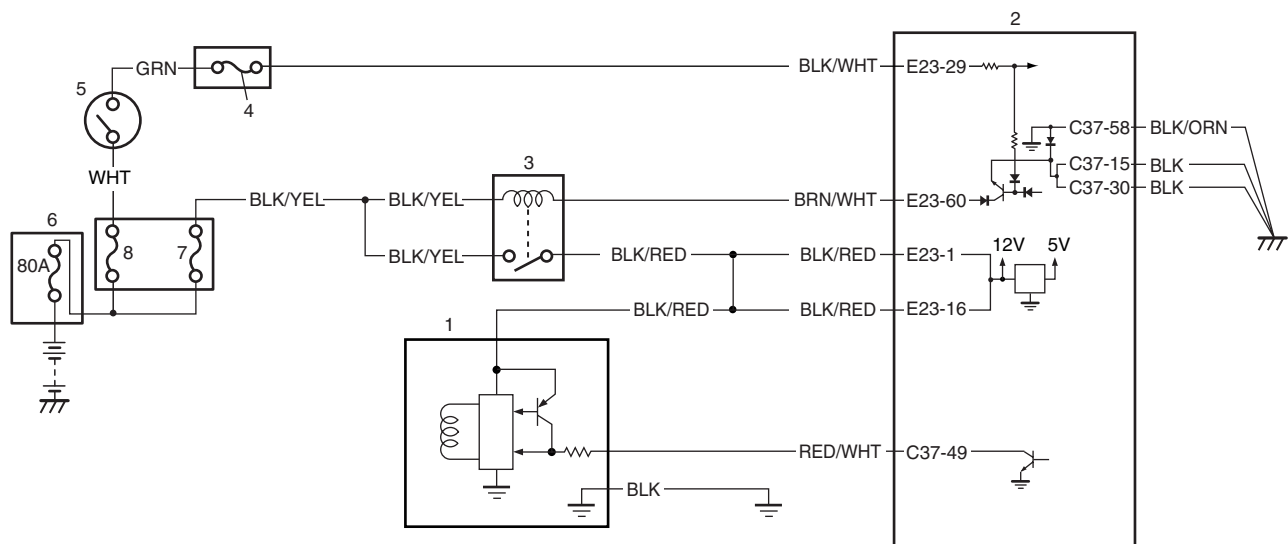 2
GRN
BLK/WHT
E23-29
5
4
C37-58
BLK/ORN
WHT
3
C37-15
BLK
C37-30
BLK
BLK/YEL
BLK/YEL
BRN/WHT
E23-60
6
80A
8
7
BLK/YEL
BLK/RED
BLK/RED
E23-1
12V
5V
BLK/RED
BLK/RED
E23-16
1
RED/WHT
C37-49
BLK